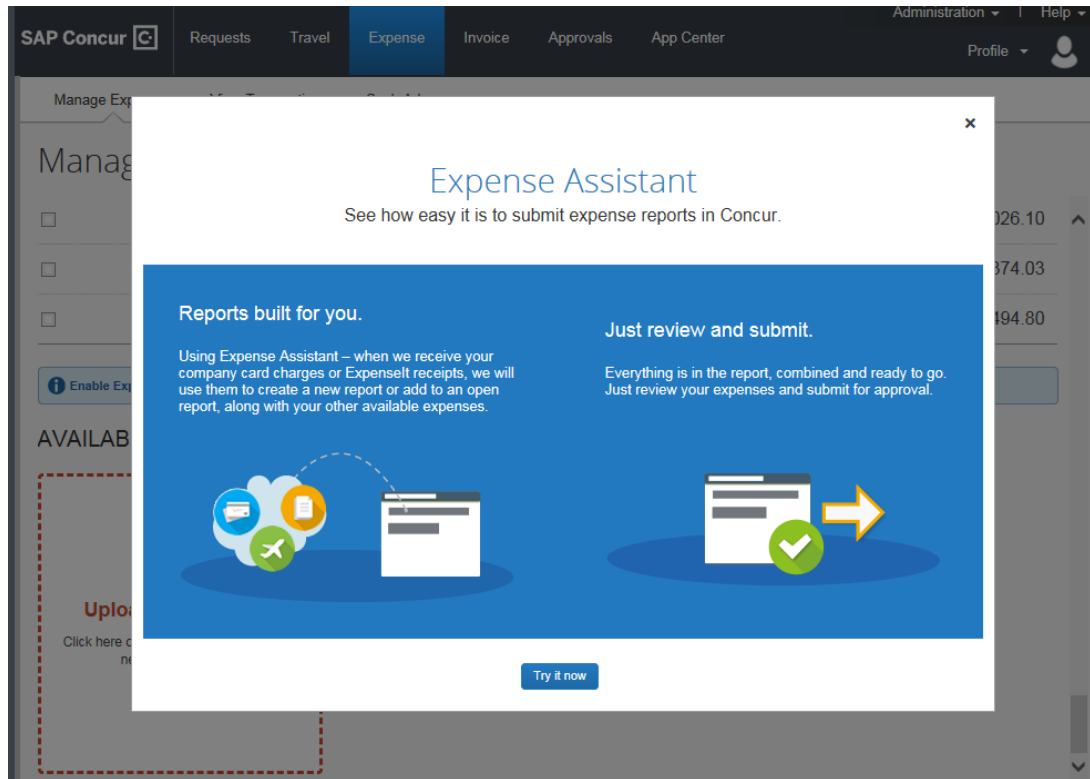 Administration | Help
SAP Concur C. Requests Travel Expense Invoice Approvals App Center
Profile
Manage
×
Expense Assistant
See how easy it is to submit expense reports in Concur.
Reports built for you.
Using Expense Assistant – when we receive your
company card charges or ExpenseIt receipts, we will
use them to create a new report or add to an open
report, along with your other available expenses.
Just review and submit.
Everything is in the report, combined and ready to go.
Just review your expenses and submit for approval.
026.10
374.03
494.80
Enable
AVAILAB
Uploa
Click here
Try it now